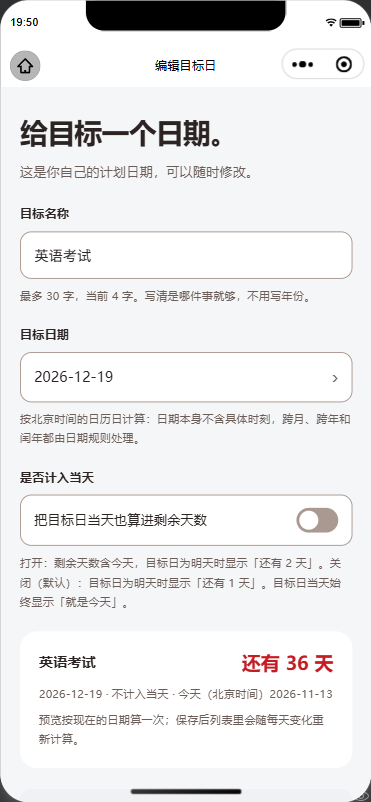 19:50
编辑目标日
给目标一个日期。
这是你自己的计划日期，可以随时修改。
目标名称
英语考试
最多 30 字，当前 4 字。写清是哪件事就够，不用写年份。
目标日期
2026-12-19
按北京时间的日历日计算：日期本身不含具体时刻，跨月、跨年和
闰年都由日期规则处理。
是否计入当天
把目标日当天也算进剩余天数
打开：剩余天数含今天，目标日为明天时显示「还有 2 天」。关
闭（默认）：目标日为明天时显示「还有 1 天」。目标日当天始
终显示「就是今天」。
英语考试 还有 36 天
2026-12-19 · 不计入当天 · 今天（北京时间）2026-11-13
预览按现在的日期算一次；保存后列表里会随每天变化重
新计算。